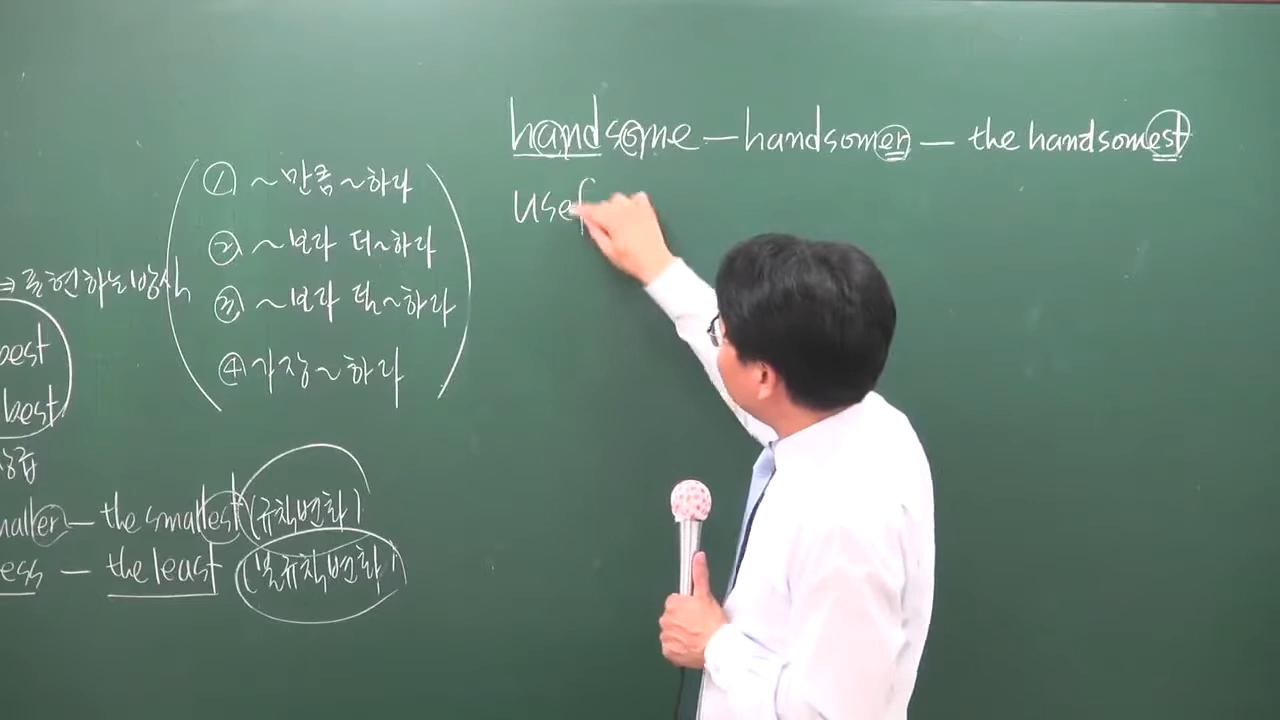 ⇒표현하는방식
① ~만큼~하다
② ~보다 더~하다
③ ~보다 덜~하다
④ 가장~하다
best
best
급
maller — the smallest (규칙변화)
ess — the least (불규칙변화)
handsome — handsomer — the handsomest
usef